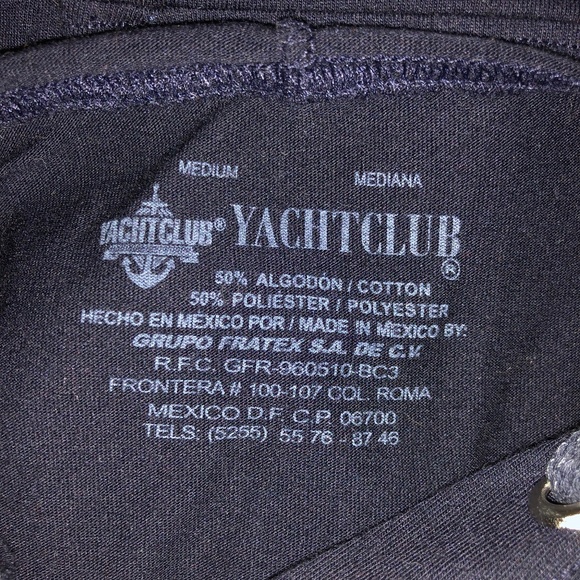 MEDIUM MEDIANA
YACHTCLUB® YACHTCLUB®
50% ALGODÓN / COTTON
50% POLIESTER / POLYESTER
HECHO EN MEXICO POR / MADE IN MEXICO BY:
GRUPO FRATEX S.A. DE C.V.
R.F.C. GFR-960510-BC3
FRONTERA # 100-107 COL. ROMA
MEXICO D.F. C.P. 06700
TELS: (5255) 55 76 - 87 46